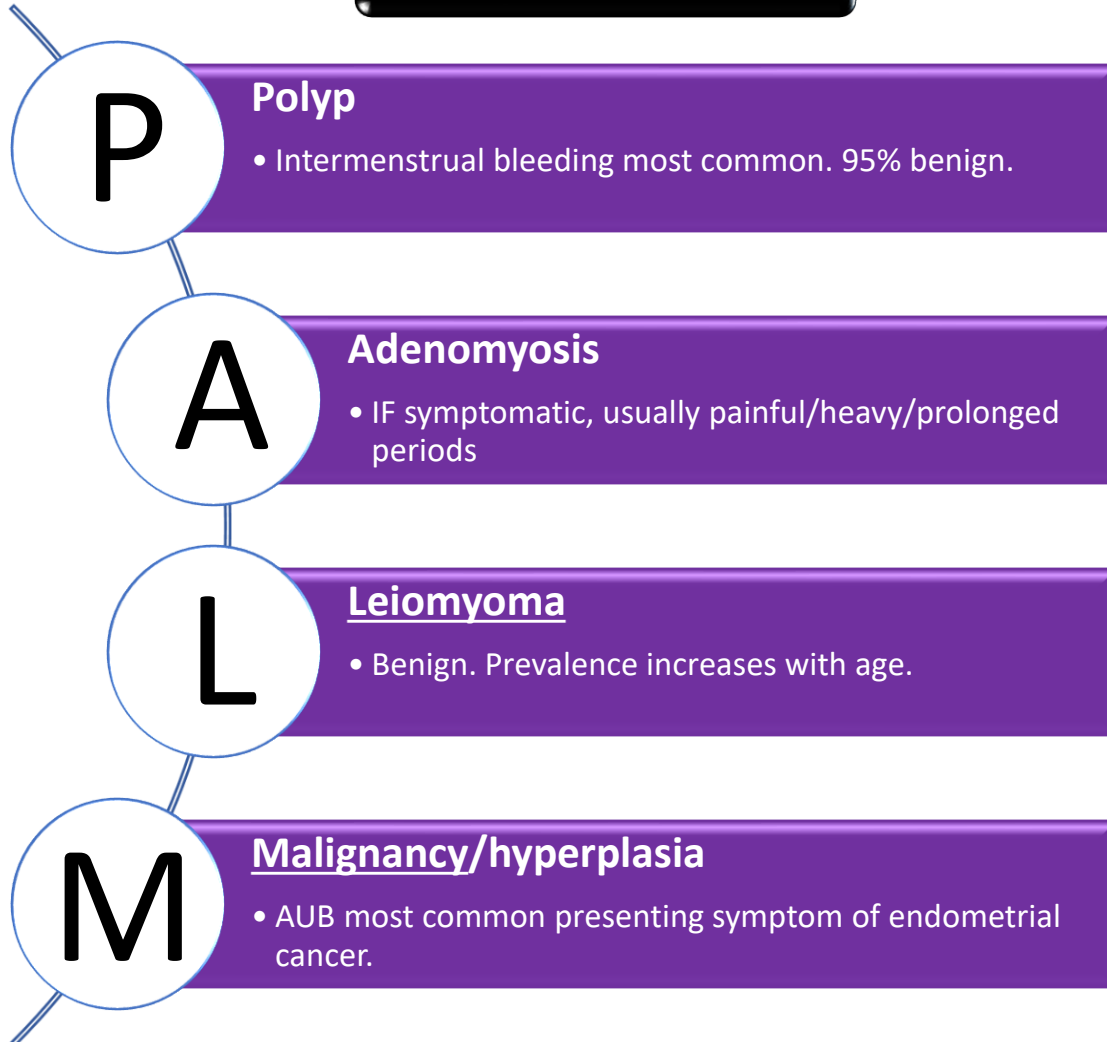 P
Polyp
• Intermenstrual bleeding most common. 95% benign.
A
Adenomyosis
• IF symptomatic, usually painful/heavy/prolonged
periods
L
Leiomyoma
• Benign. Prevalence increases with age.
M
Malignancy/hyperplasia
• AUB most common presenting symptom of endometrial
cancer.